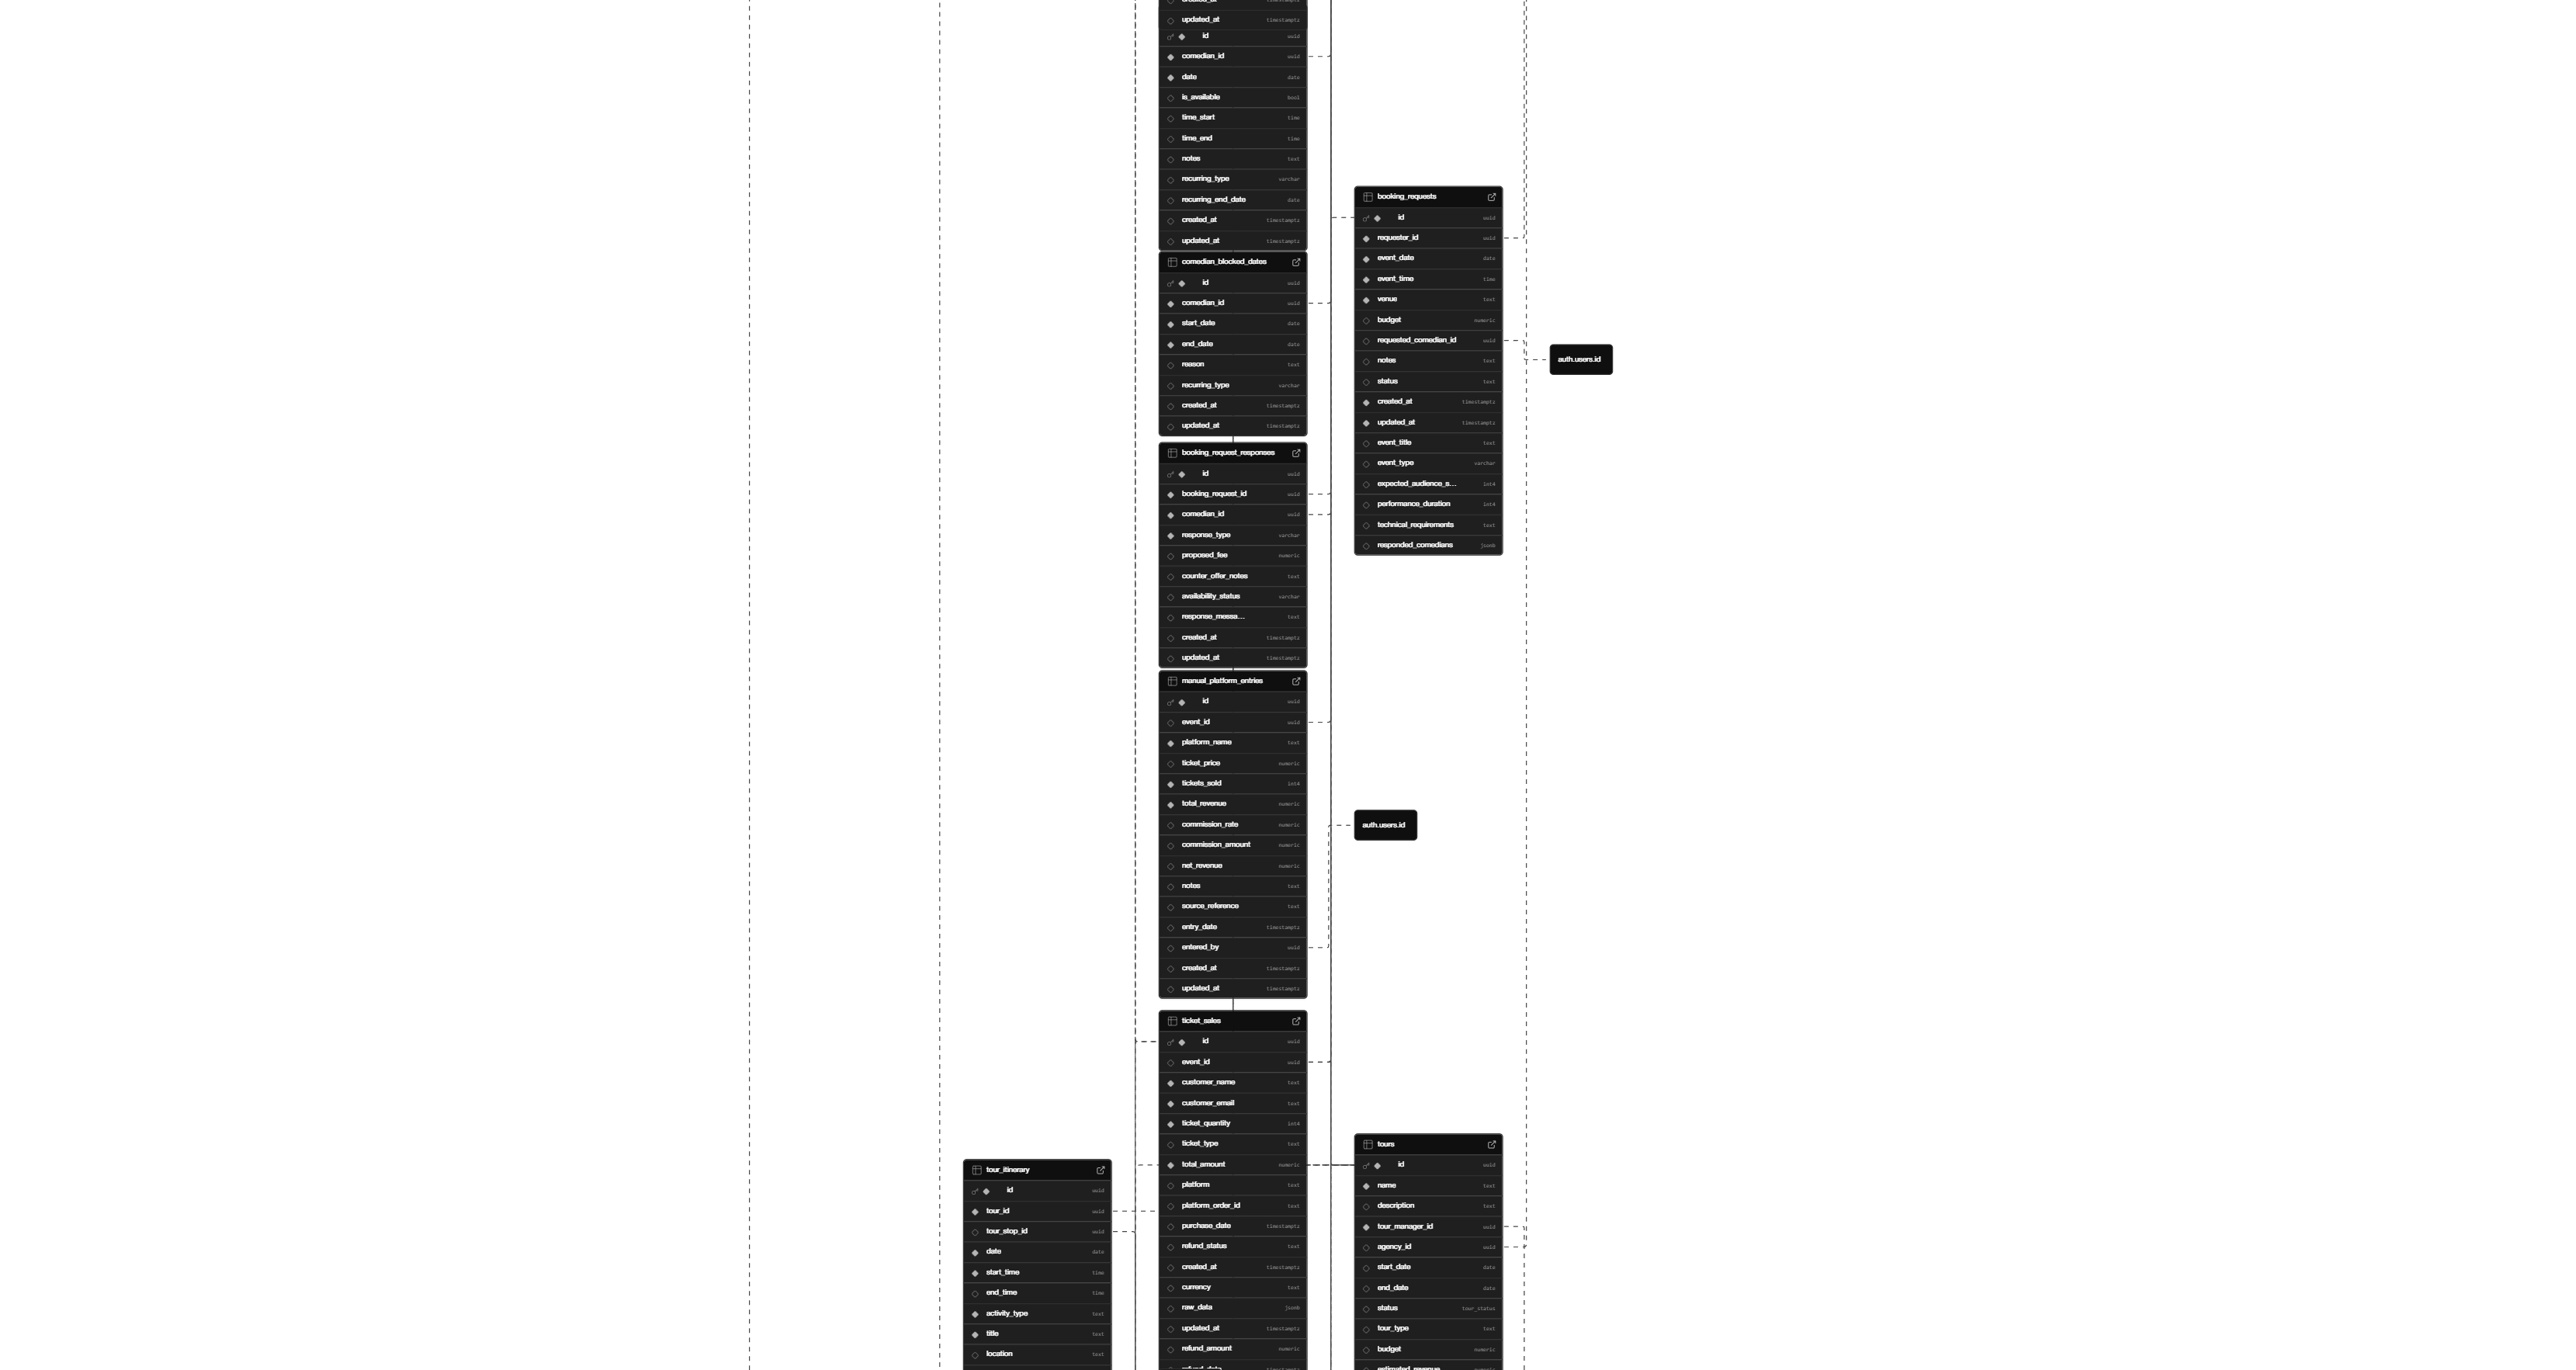 updated_at timestamptz
id uuid
comedian_id uuid
date date
is_available bool
time_start time
time_end time
notes text
recurring_type varchar
recurring_end_date date
created_at timestamptz
updated_at timestamptz
comedian_blocked_dates
id uuid
comedian_id uuid
start_date date
end_date date
reason text
recurring_type varchar
created_at timestamptz
updated_at timestamptz
booking_request_responses
id uuid
booking_request_id uuid
comedian_id uuid
response_type varchar
proposed_fee numeric
counter_offer_notes text
availability_status varchar
response_messa... text
created_at timestamptz
updated_at timestamptz
manual_platform_entries
id uuid
event_id uuid
platform_name text
ticket_price numeric
tickets_sold int4
total_revenue numeric
commission_rate numeric
commission_amount numeric
net_revenue numeric
notes text
source_reference text
entry_date timestamptz
entered_by uuid
created_at timestamptz
updated_at timestamptz
ticket_sales
id uuid
event_id uuid
customer_name text
customer_email text
ticket_quantity int4
ticket_type text
total_amount numeric
platform text
platform_order_id text
purchase_date timestamptz
refund_status text
created_at timestamptz
currency text
raw_data jsonb
updated_at timestamptz
refund_amount numeric
booking_requests
id uuid
requester_id uuid
event_date date
event_time time
venue text
budget numeric
requested_comedian_id uuid
notes text
status text
created_at timestamptz
updated_at timestamptz
event_title text
event_type varchar
expected_audience_s... int4
performance_duration int4
technical_requirements text
responded_comedians jsonb
auth.users.id
auth.users.id
tour_itinerary
id uuid
tour_id uuid
tour_stop_id uuid
date date
start_time time
end_time time
activity_type text
title text
location text
tours
id uuid
name text
description text
tour_manager_id uuid
agency_id uuid
start_date date
end_date date
status tour_status
tour_type text
budget numeric